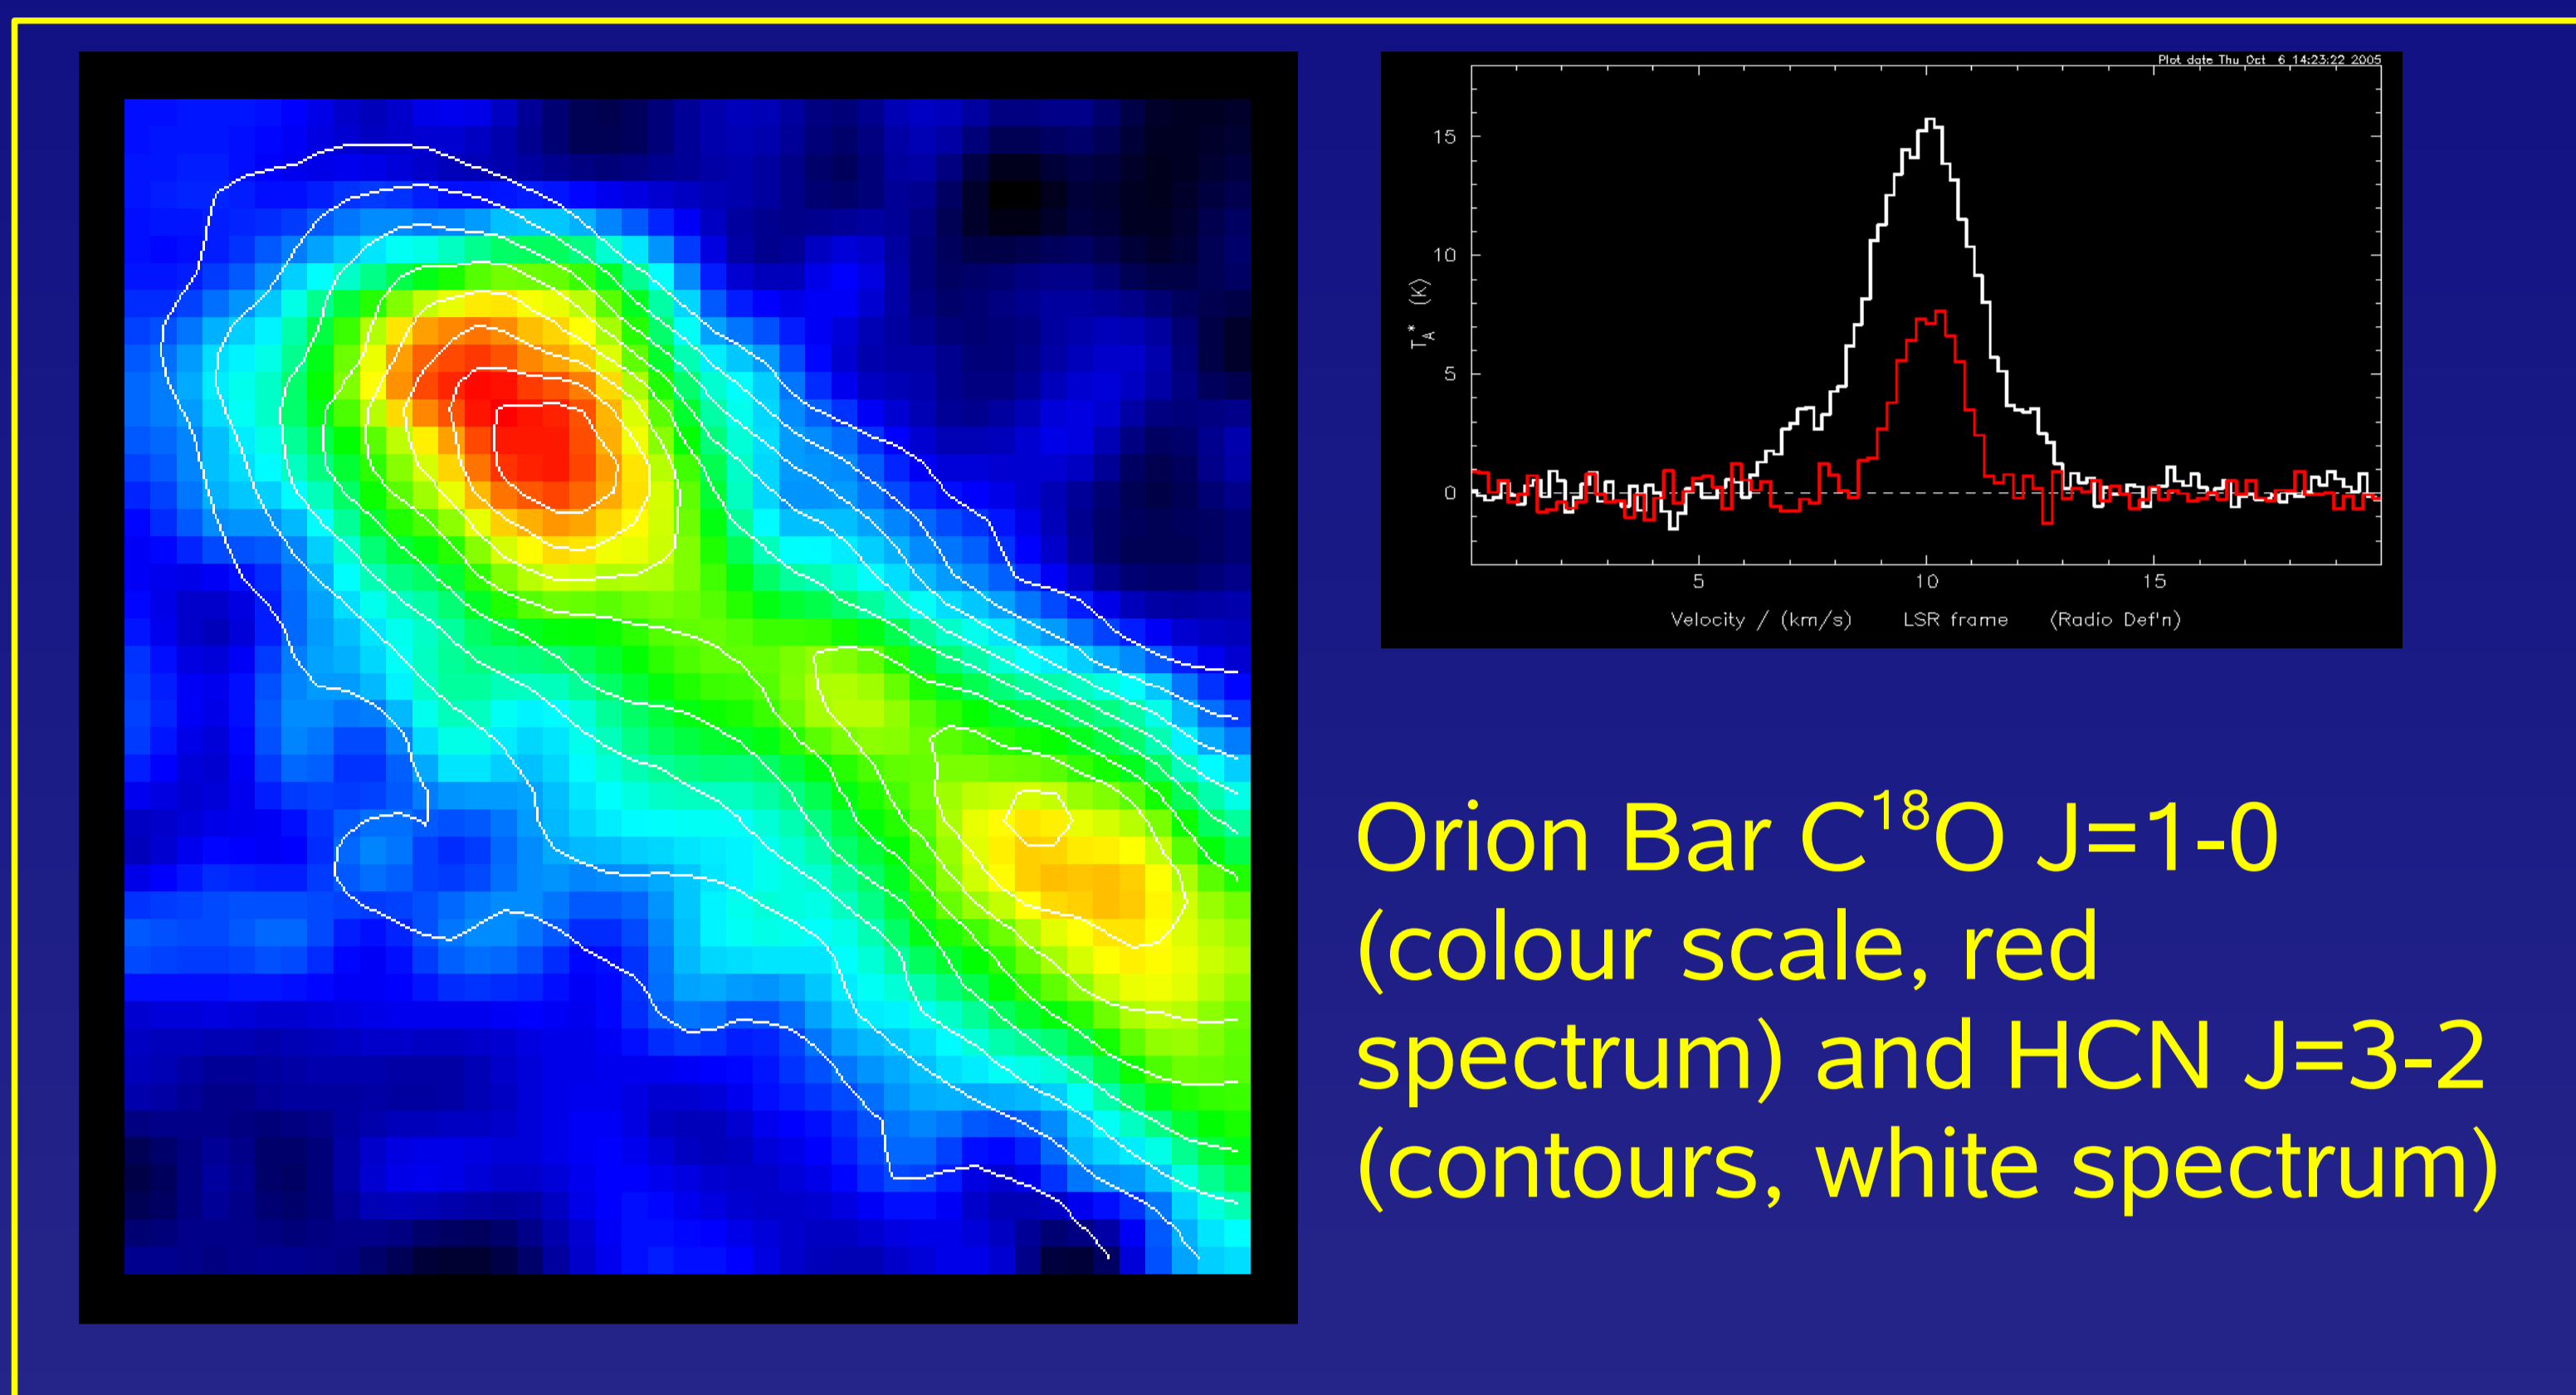 Plot date Thu Oct 6 14:23:22 2005
15
10
5
0
T_A* (K)
5 10 15
Velocity / (km/s) LSR frame (Radio Def'n)
Orion Bar C¹⁸O J=1-0
(colour scale, red
spectrum) and HCN J=3-2
(contours, white spectrum)